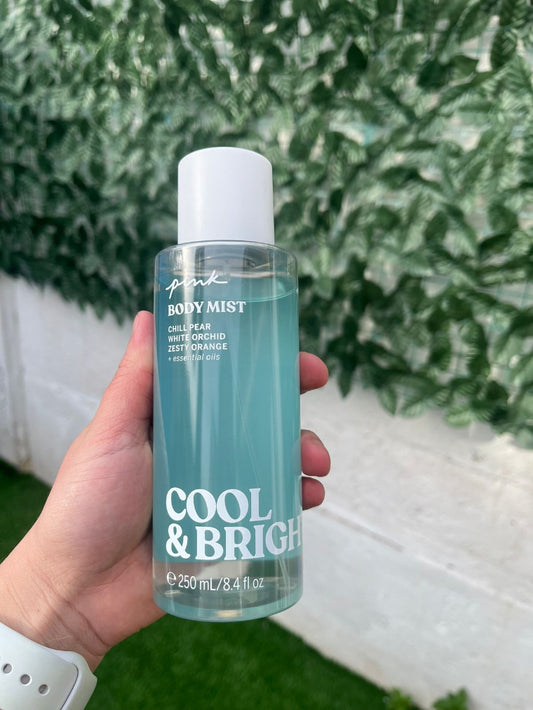 pink
BODY MIST
CHILL PEAR
WHITE ORCHID
ZESTY ORANGE
+ essential oils
COOL
& BRIGH
℮ 250 mL/8.4 fl oz